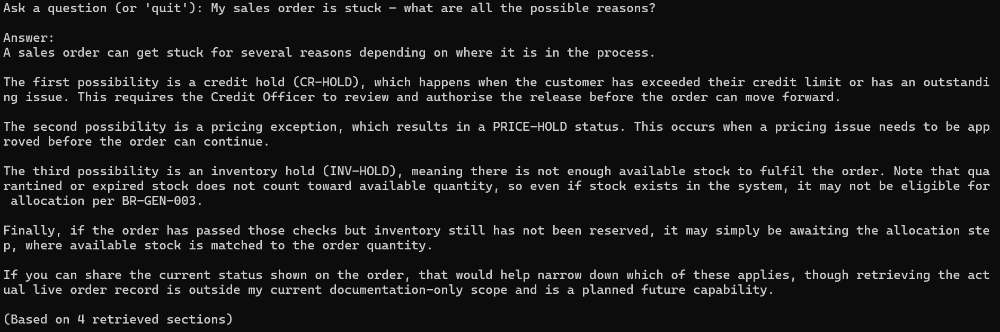 Ask a question (or 'quit'): My sales order is stuck — what are all the possible reasons?
Answer:
A sales order can get stuck for several reasons depending on where it is in the process.
The first possibility is a credit hold (CR-HOLD), which happens when the customer has exceeded their credit limit or has an outstandi
ng issue. This requires the Credit Officer to review and authorise the release before the order can move forward.
The second possibility is a pricing exception, which results in a PRICE-HOLD status. This occurs when a pricing issue needs to be app
roved before the order can continue.
The third possibility is an inventory hold (INV-HOLD), meaning there is not enough available stock to fulfil the order. Note that qua
rantined or expired stock does not count toward available quantity, so even if stock exists in the system, it may not be eligible for
 allocation per BR-GEN-003.
Finally, if the order has passed those checks but inventory still has not been reserved, it may simply be awaiting the allocation ste
p, where available stock is matched to the order quantity.
If you can share the current status shown on the order, that would help narrow down which of these applies, though retrieving the act
ual live order record is outside my current documentation-only scope and is a planned future capability.
(Based on 4 retrieved sections)